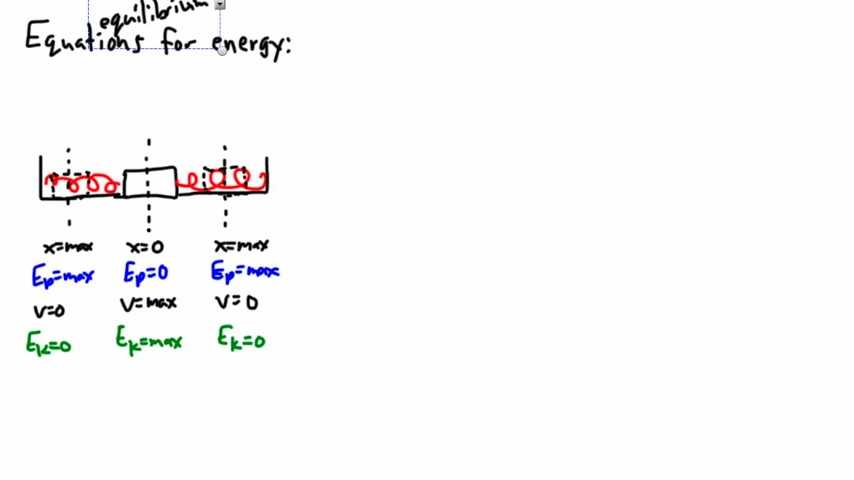 equilibrium
Equations for energy:
x=max x=0 x=max
Ep=max Ep=0 Ep=max
v=0 v=max v=0
Ek=0 Ek=max Ek=0